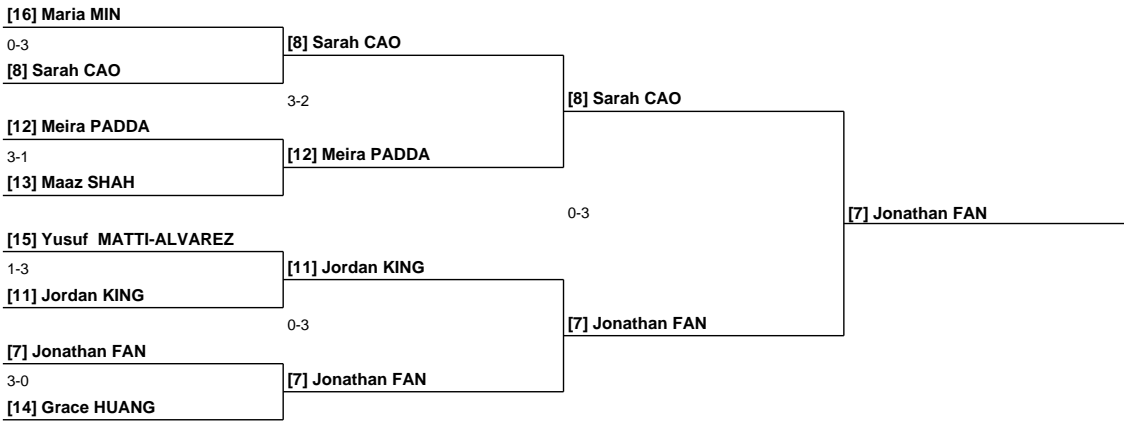 [16] Maria MIN
0-3
[8] Sarah CAO
[8] Sarah CAO
3-2
[8] Sarah CAO
[12] Meira PADDA
3-1
[12] Meira PADDA
[13] Maaz SHAH
0-3
[7] Jonathan FAN
[15] Yusuf  MATTI-ALVAREZ
1-3
[11] Jordan KING
[11] Jordan KING
0-3
[7] Jonathan FAN
[7] Jonathan FAN
3-0
[7] Jonathan FAN
[14] Grace HUANG